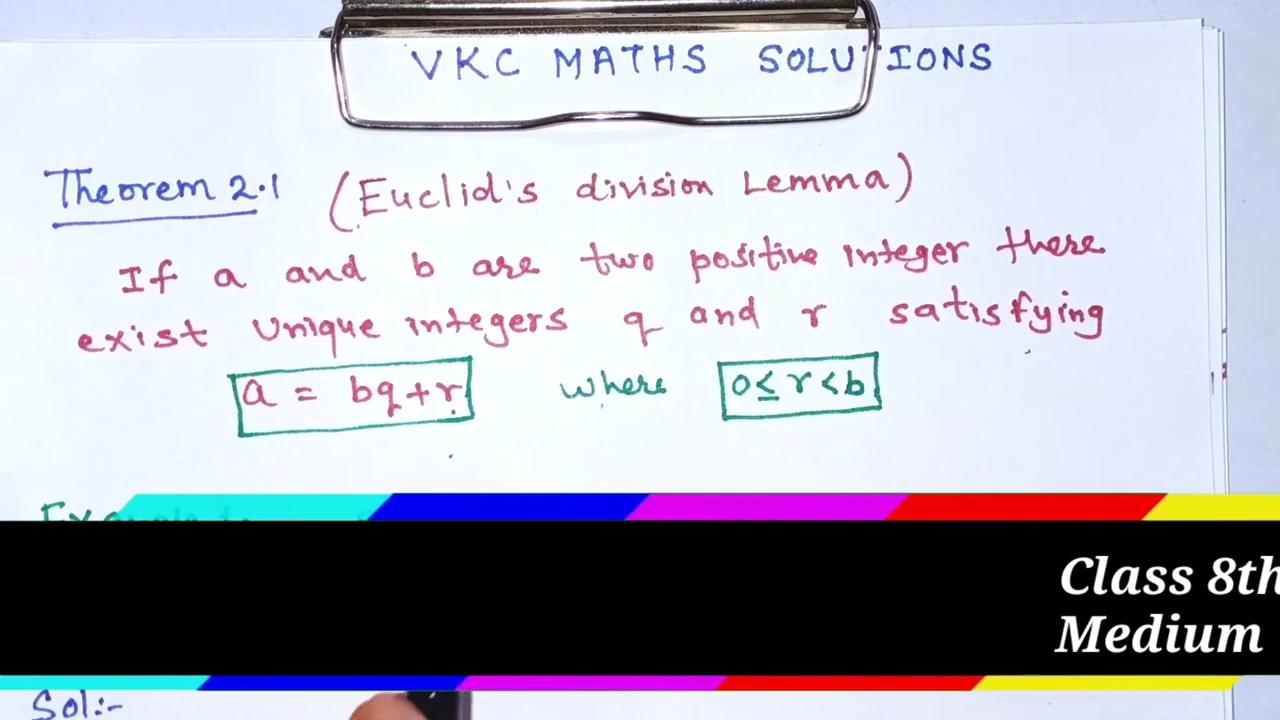 VKC MATHS SOLUTIONS
Theorem 2.1 (Euclid's division Lemma)
If a and b are two positive integer there
exist unique integers q and r satisfying
a = bq+r where 0≤r<b
Class 8th
Medium
Sol:-